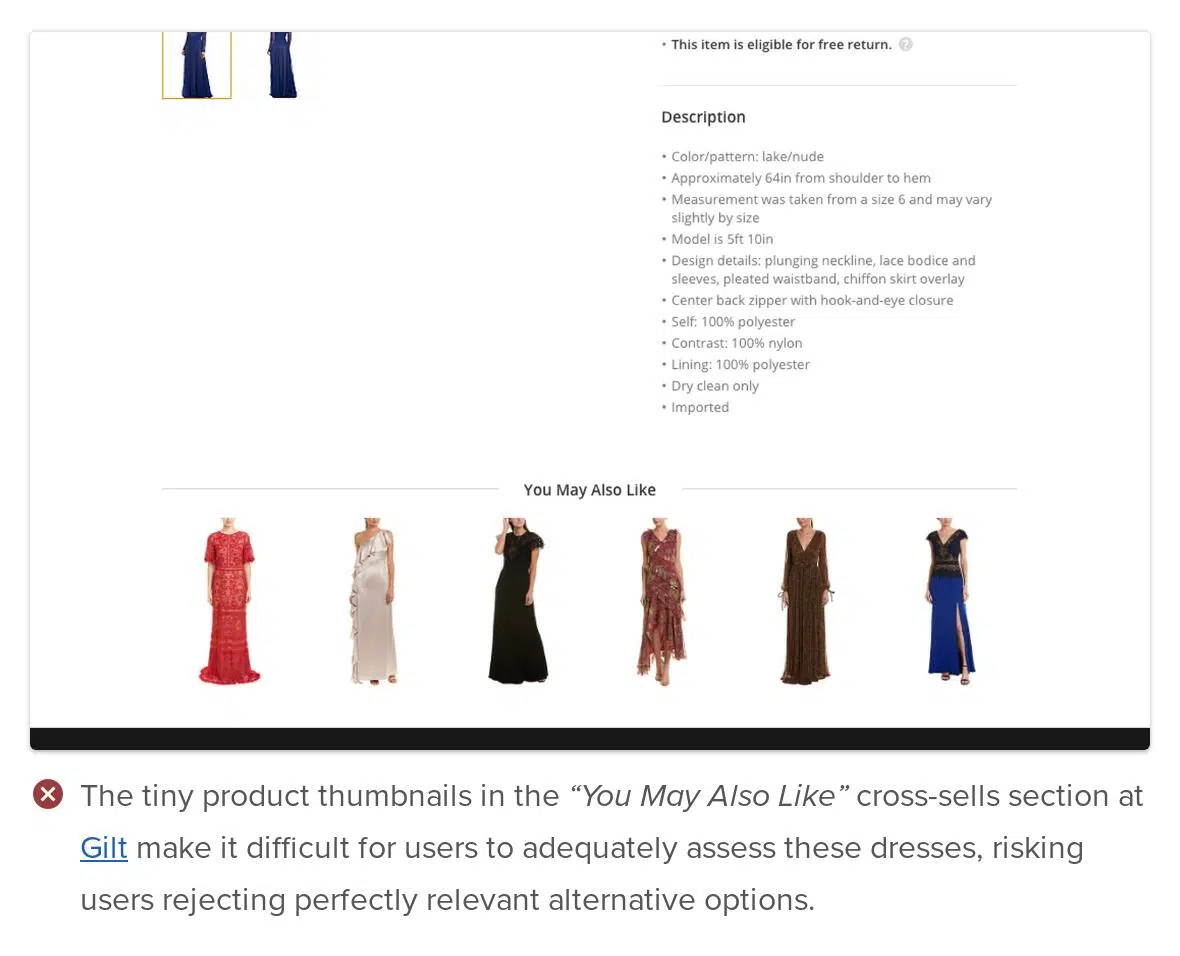 • This item is eligible for free return. ?
Description
• Color/pattern: lake/nude
• Approximately 64in from shoulder to hem
• Measurement was taken from a size 6 and may vary
slightly by size
• Model is 5ft 10in
• Design details: plunging neckline, lace bodice and
sleeves, pleated waistband, chiffon skirt overlay
• Center back zipper with hook-and-eye closure
• Self: 100% polyester
• Contrast: 100% nylon
• Lining: 100% polyester
• Dry clean only
• Imported
You May Also Like
The tiny product thumbnails in the “You May Also Like” cross-sells section at
Gilt make it difficult for users to adequately assess these dresses, risking
users rejecting perfectly relevant alternative options.